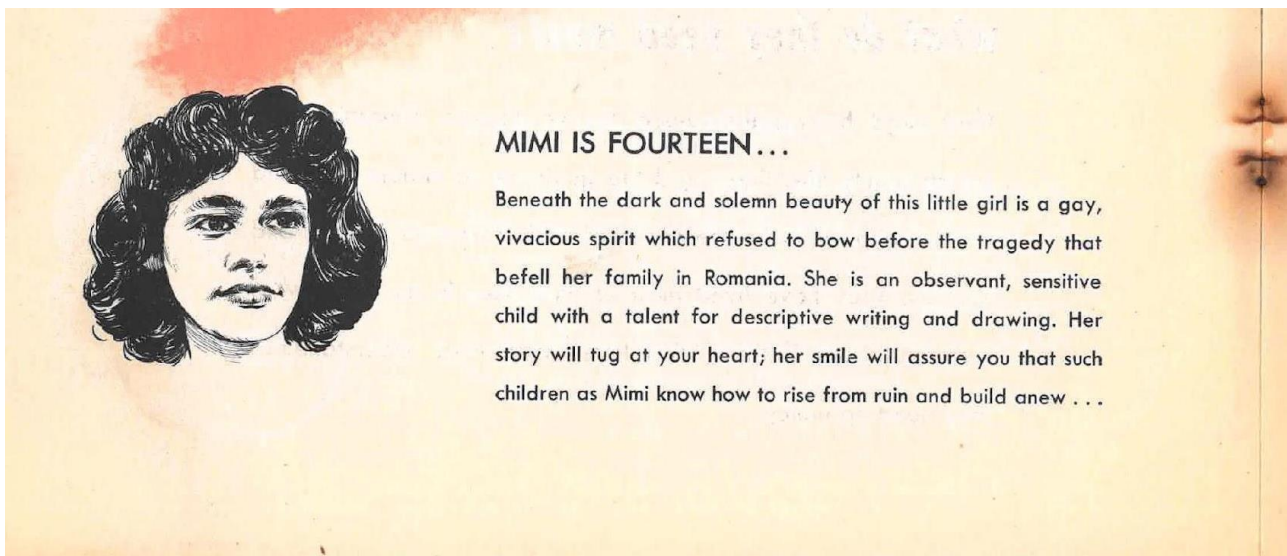 MIMI IS FOURTEEN...
Beneath the dark and solemn beauty of this little girl is a gay,
vivacious spirit which refused to bow before the tragedy that
befell her family in Romania. She is an observant, sensitive
child with a talent for descriptive writing and drawing. Her
story will tug at your heart; her smile will assure you that such
children as Mimi know how to rise from ruin and build anew . . .